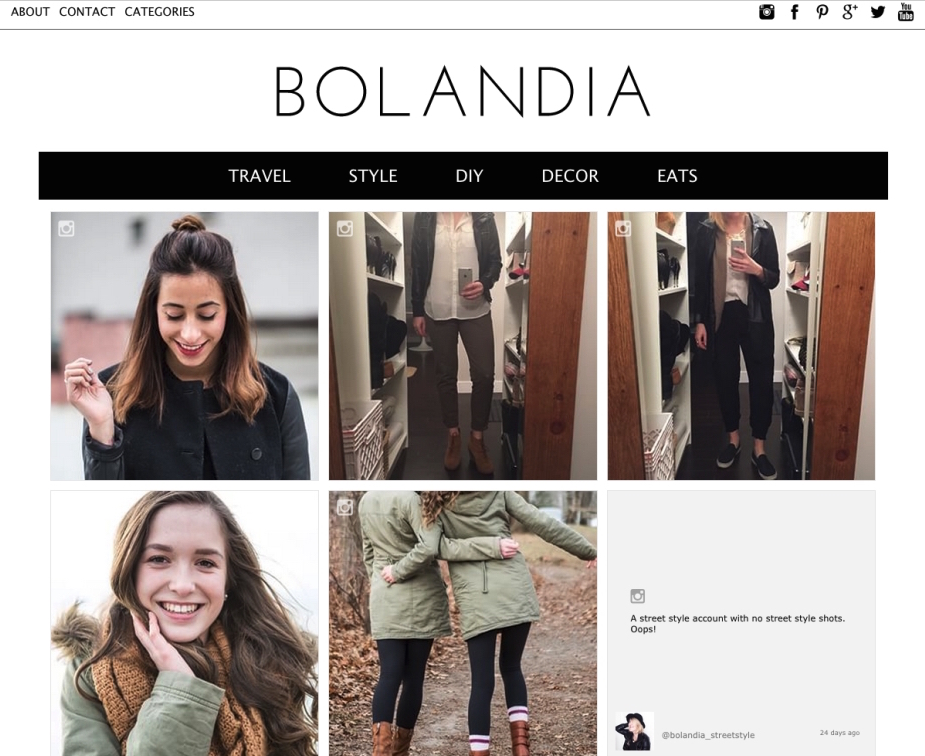 ABOUT CONTACT CATEGORIES
You
Tube
BOLANDIA
TRAVEL STYLE DIY DECOR EATS
A street style account with no street style shots.
Oops!
@bolandia_streetstyle 24 days ago